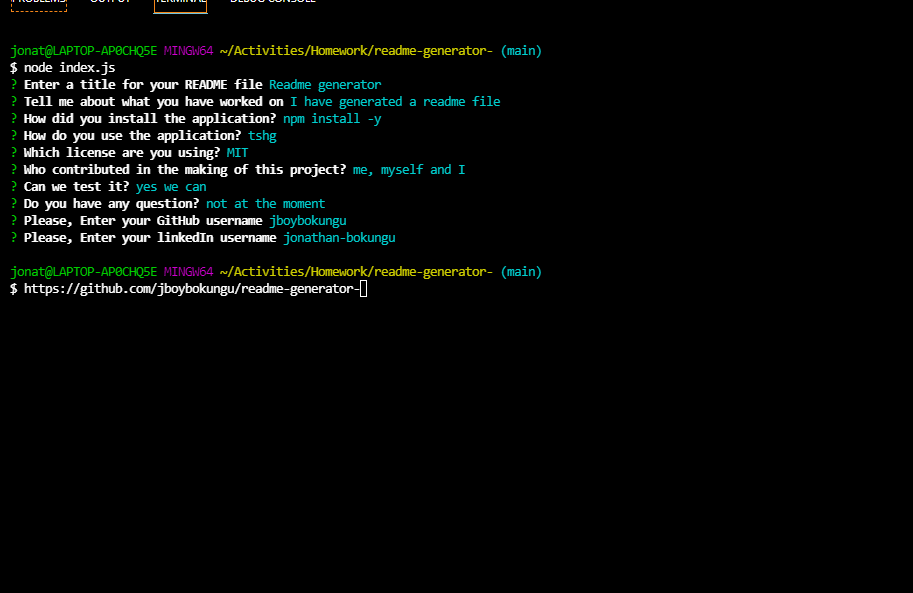 PROBLEMS OUTPUT TERMINAL DEBUG CONSOLE
jonat@LAPTOP-AP0CHQ5E MINGW64 ~/Activities/Homework/readme-generator- (main)
$ node index.js
? Enter a title for your README file Readme generator
? Tell me about what you have worked on I have generated a readme file
? How did you install the application? npm install -y
? How do you use the application? tshg
? Which license are you using? MIT
? Who contributed in the making of this project? me, myself and I
? Can we test it? yes we can
? Do you have any question? not at the moment
? Please, Enter your GitHub username jboybokungu
? Please, Enter your linkedIn username jonathan-bokungu
jonat@LAPTOP-AP0CHQ5E MINGW64 ~/Activities/Homework/readme-generator- (main)
$ https://github.com/jboybokungu/readme-generator-